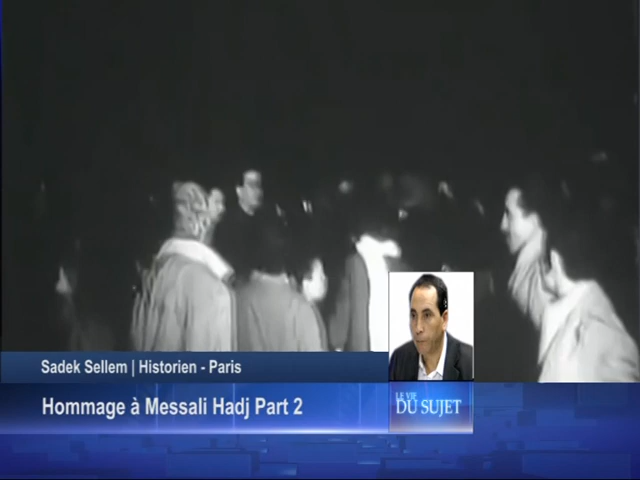 Sadek Sellem | Historien - Paris
Hommage à Messali Hadj Part 2
LE VIF
DU SUJET